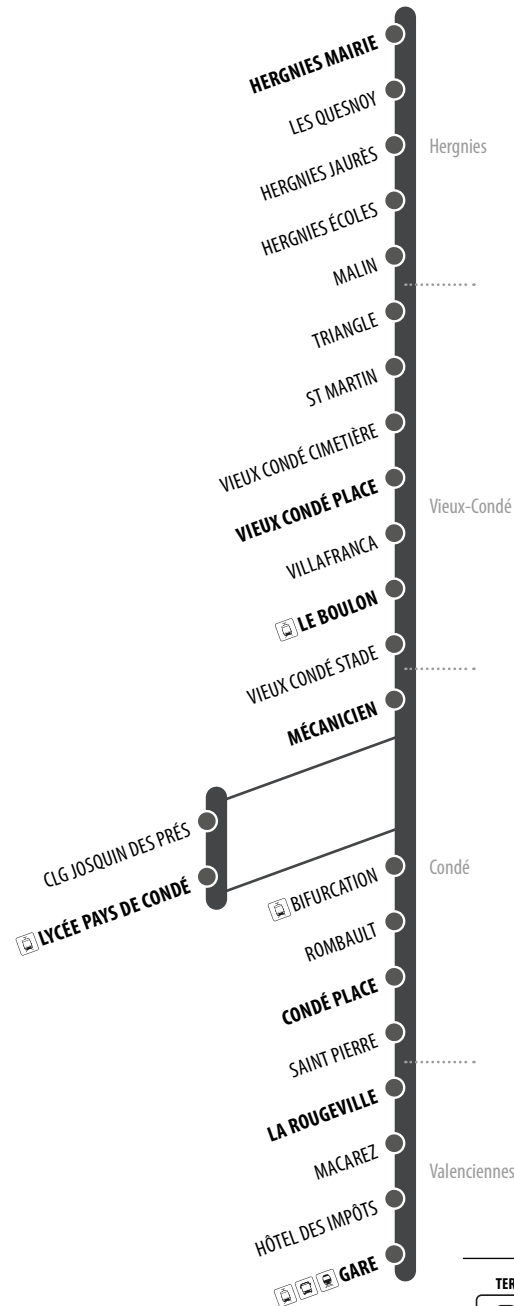 HERGNIES MAIRIE
LES QUESNOY
HERGNIES JAURÈS
Hergnies
HERGNIES ÉCOLES
MALIN
TRIANGLE
ST MARTIN
VIEUX CONDÉ CIMETIÈRE
VIEUX CONDÉ PLACE
Vieux-Condé
VILLAFRANCA
LE BOULON
VIEUX CONDÉ STADE
MÉCANICIEN
CLG JOSQUIN DES PRÉS
LYCÉE PAYS DE CONDÉ
Condé
BIFURCATION
ROMBAULT
CONDÉ PLACE
SAINT PIERRE
LA ROUGEVILLE
MACAREZ
Valenciennes
HÔTEL DES IMPÔTS
GARE
TER